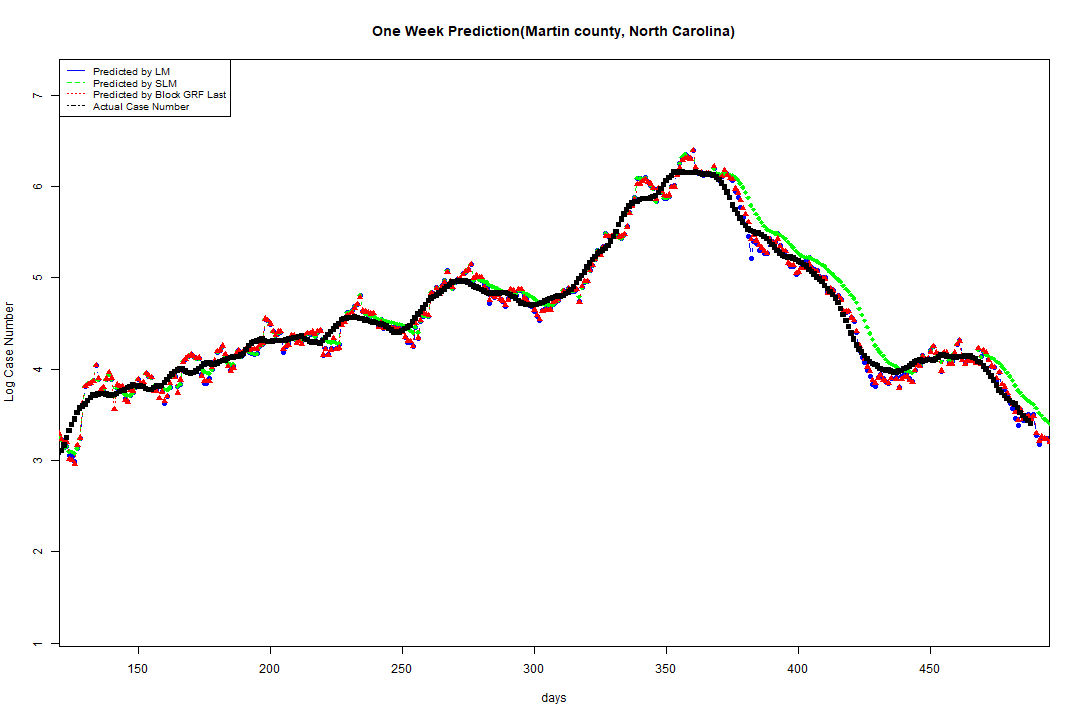 One Week Prediction(Martin county, North Carolina)
Predicted by LM
Predicted by SLM
Predicted by Block GRF Last
Actual Case Number
7
6
5
4
3
2
1
Log Case Number
150 200 250 300 350 400 450
days